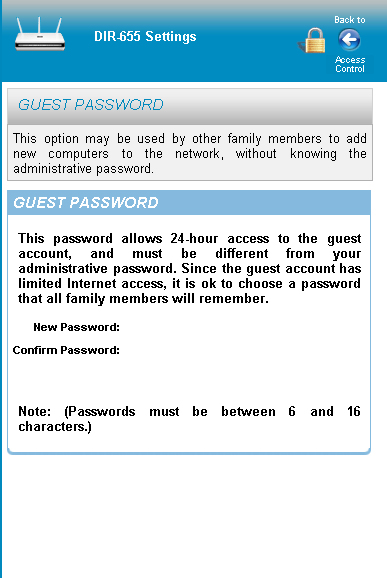 Back to
DIR-655 Settings
Access
Control
GUEST PASSWORD
This option may be used by other family members to add
new computers to the network, without knowing the
administrative password.
GUEST PASSWORD
This password allows 24-hour access to the guest
account, and must be different from your
administrative password. Since the guest account has
limited Internet access, it is ok to choose a password
that all family members will remember.
New Password:
Confirm Password:
Note: (Passwords must be between 6 and 16
characters.)